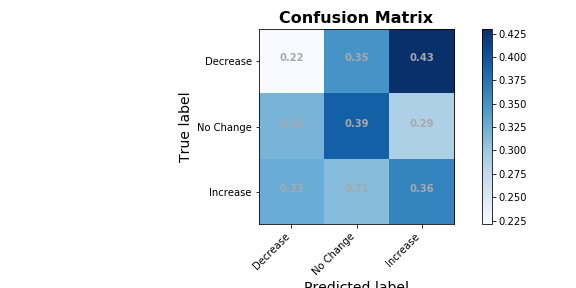 Confusion Matrix
Decrease 0.22 0.35 0.43 0.425
0.400
0.375
No Change 0.39 0.29 0.350
0.325
0.300
Increase 0.33 0.31 0.36 0.275
0.250
0.225
True label
Decrease No Change Increase
Predicted label